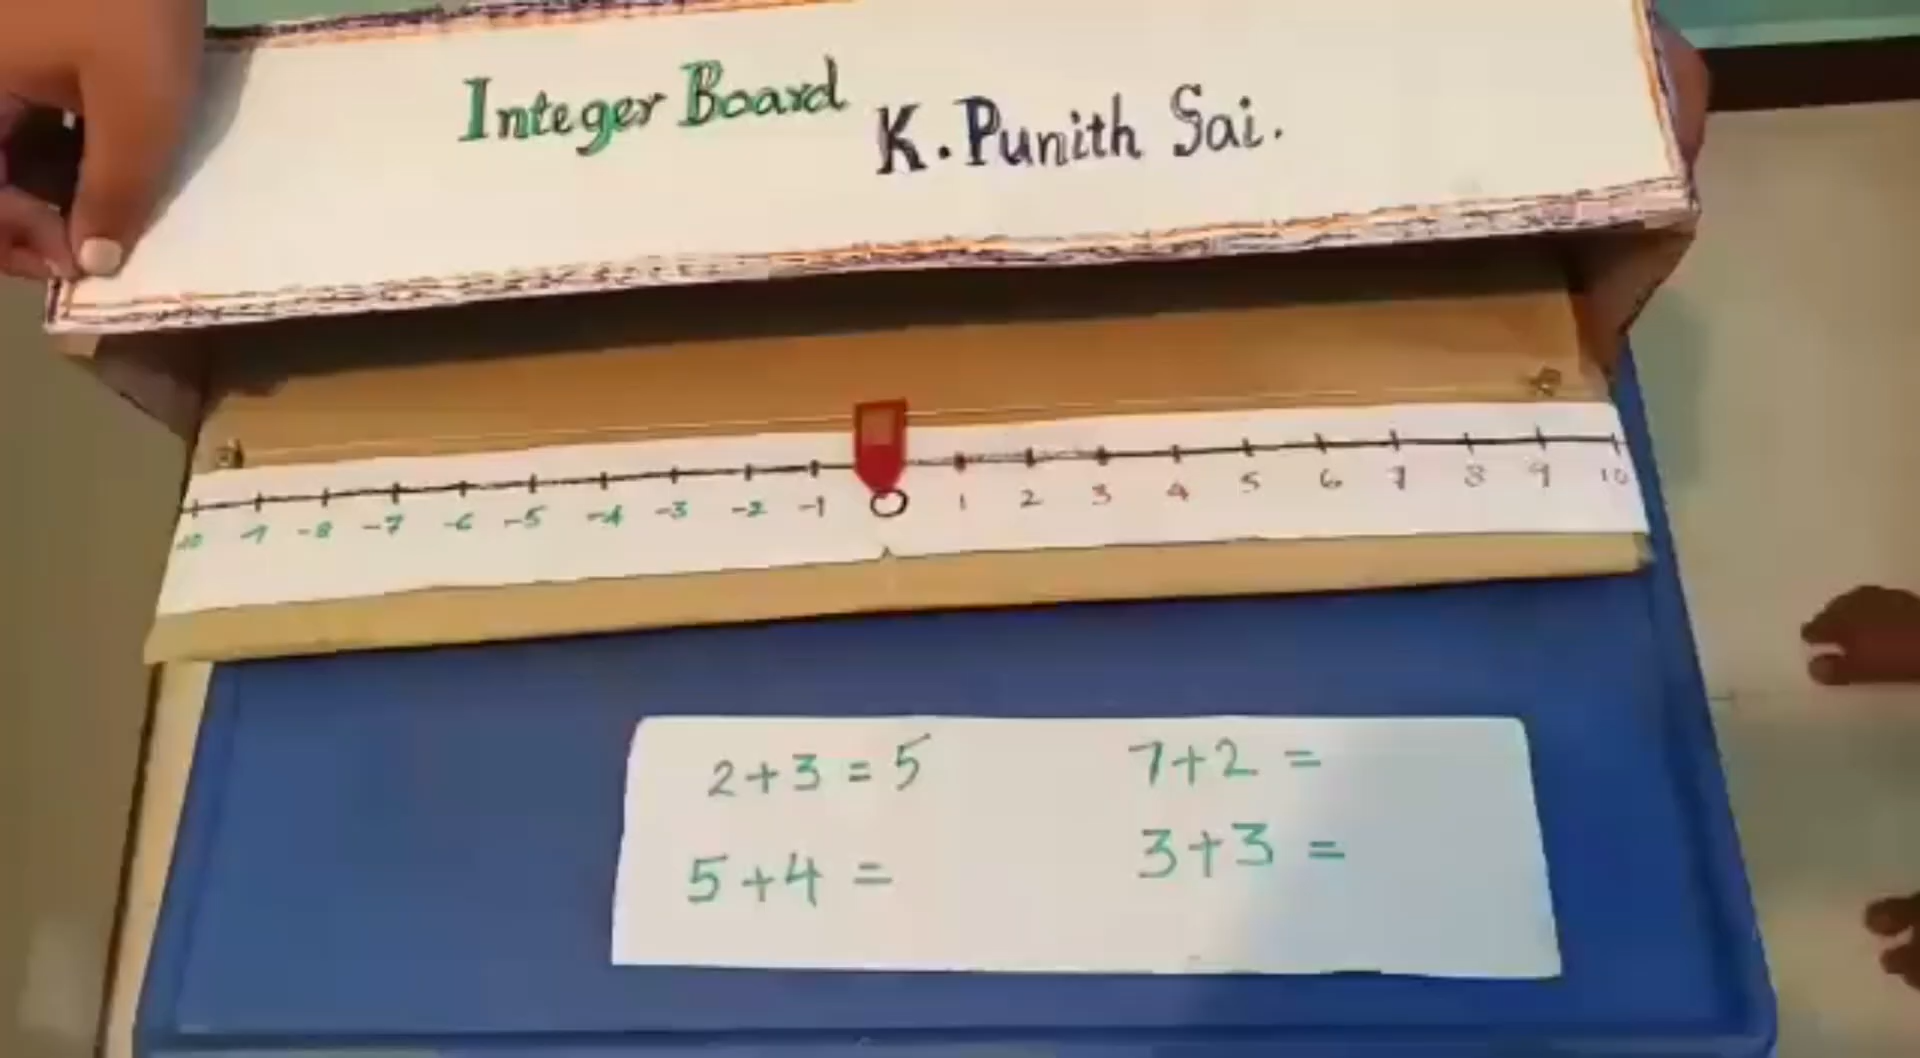 Integer Board
K. Punith Sai.
-10 -9 -8 -7 -6 -5 -4 -3 -2 -1 0 1 2 3 4 5 6 7 8 9 10
2+3=5 7+2=
5+4= 3+3=